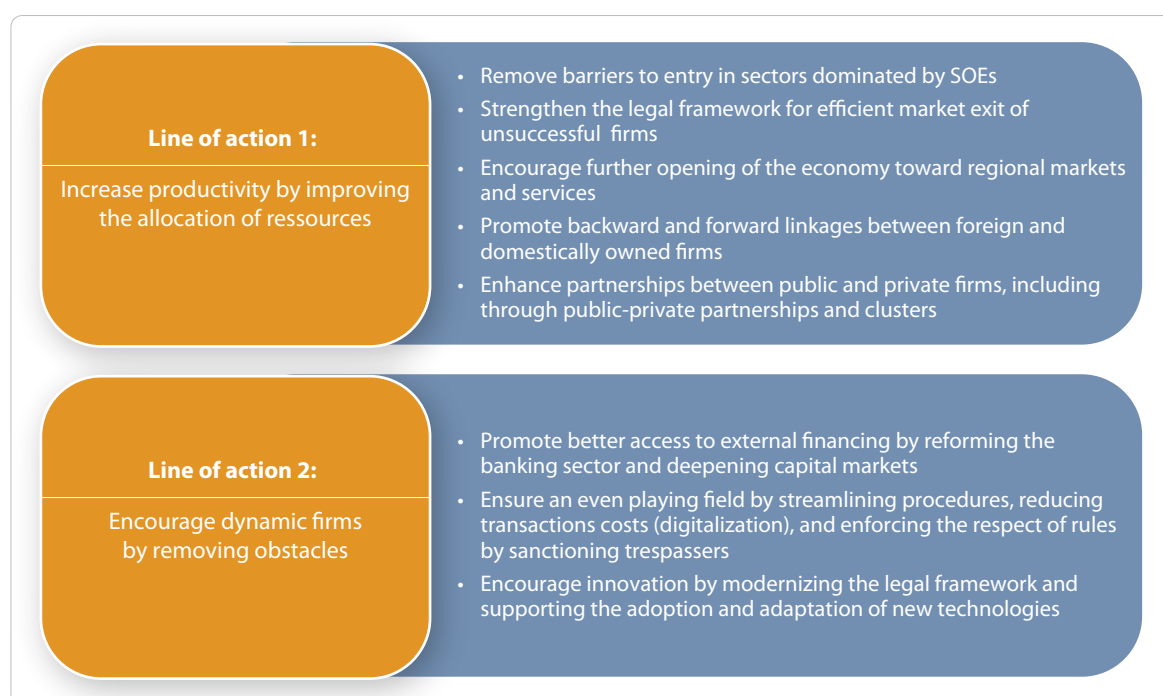 Line of action 1:
Increase productivity by improving
the allocation of ressources
• Remove barriers to entry in sectors dominated by SOEs
• Strengthen the legal framework for efficient market exit of
unsuccessful firms
• Encourage further opening of the economy toward regional markets
and services
• Promote backward and forward linkages between foreign and
domestically owned firms
• Enhance partnerships between public and private firms, including
through public-private partnerships and clusters
Line of action 2:
Encourage dynamic firms
by removing obstacles
• Promote better access to external financing by reforming the
banking sector and deepening capital markets
• Ensure an even playing field by streamlining procedures, reducing
transactions costs (digitalization), and enforcing the respect of rules
by sanctioning trespassers
• Encourage innovation by modernizing the legal framework and
supporting the adoption and adaptation of new technologies